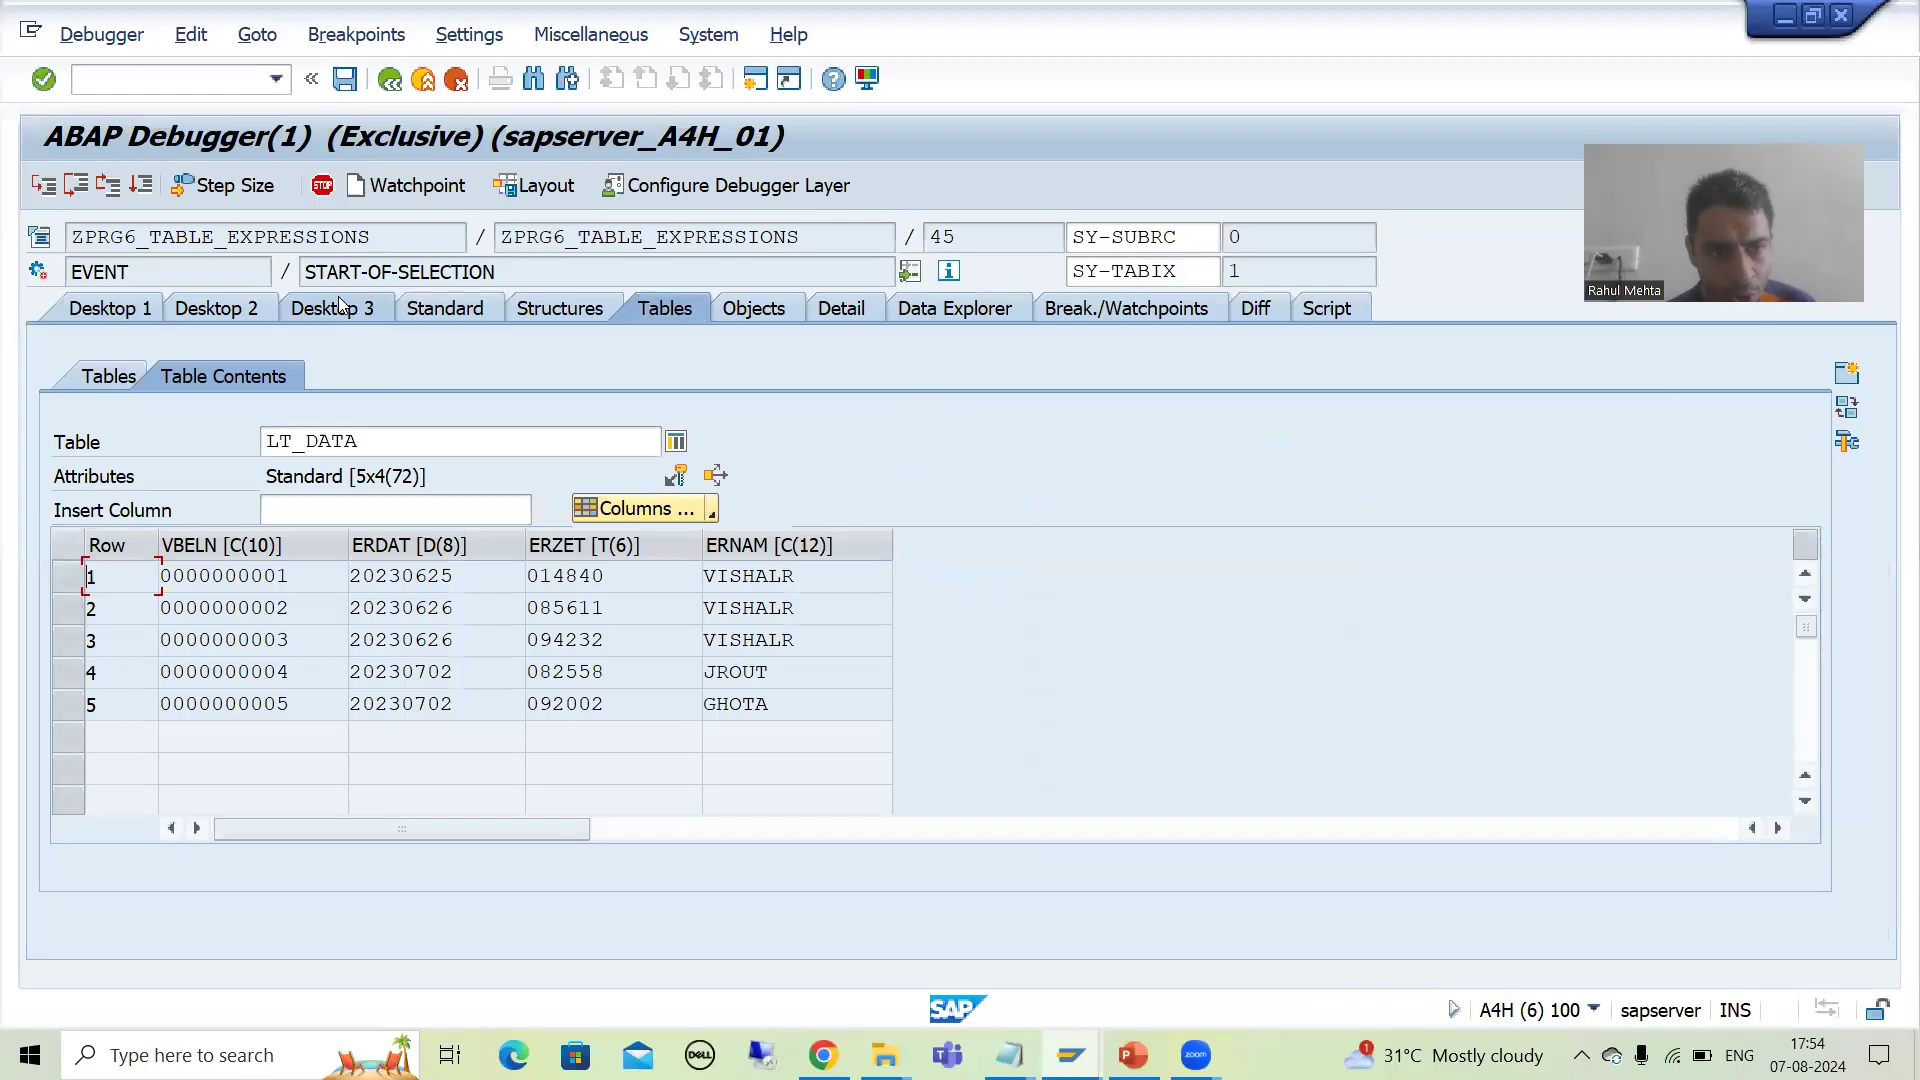 Debugger Edit Goto Breakpoints Settings Miscellaneous System Help
ABAP Debugger(1) (Exclusive) (sapserver_A4H_01)
Step Size STOP Watchpoint Layout Configure Debugger Layer
ZPRG6_TABLE_EXPRESSIONS / ZPRG6_TABLE_EXPRESSIONS / 45 SY-SUBRC 0
EVENT / START-OF-SELECTION SY-TABIX 1
Rahul Mehta
Desktop 1 Desktop 2 Desktop 3 Standard Structures Tables Objects Detail Data Explorer Break./Watchpoints Diff Script
Tables Table Contents
Table LT_DATA
Attributes Standard [5x4(72)]
Insert Column Columns ...
Row VBELN [C(10)] ERDAT [D(8)] ERZET [T(6)] ERNAM [C(12)]
1 0000000001 20230625 014840 VISHALR
2 0000000002 20230626 085611 VISHALR
3 0000000003 20230626 094232 VISHALR
4 0000000004 20230702 082558 JROUT
5 0000000005 20230702 092002 GHOTA
SAP A4H (6) 100 sapserver INS
Type here to search DELL zoom 1 31°C Mostly cloudy ENG 17:54
07-08-2024